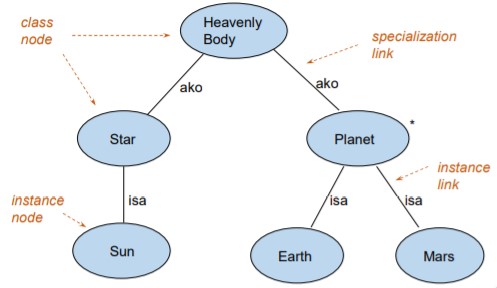 class
node
Heavenly
Body
specialization
link
ako
ako
Star
Planet
*
instance
link
instance
node
isa
isa
isa
Sun
Earth
Mars